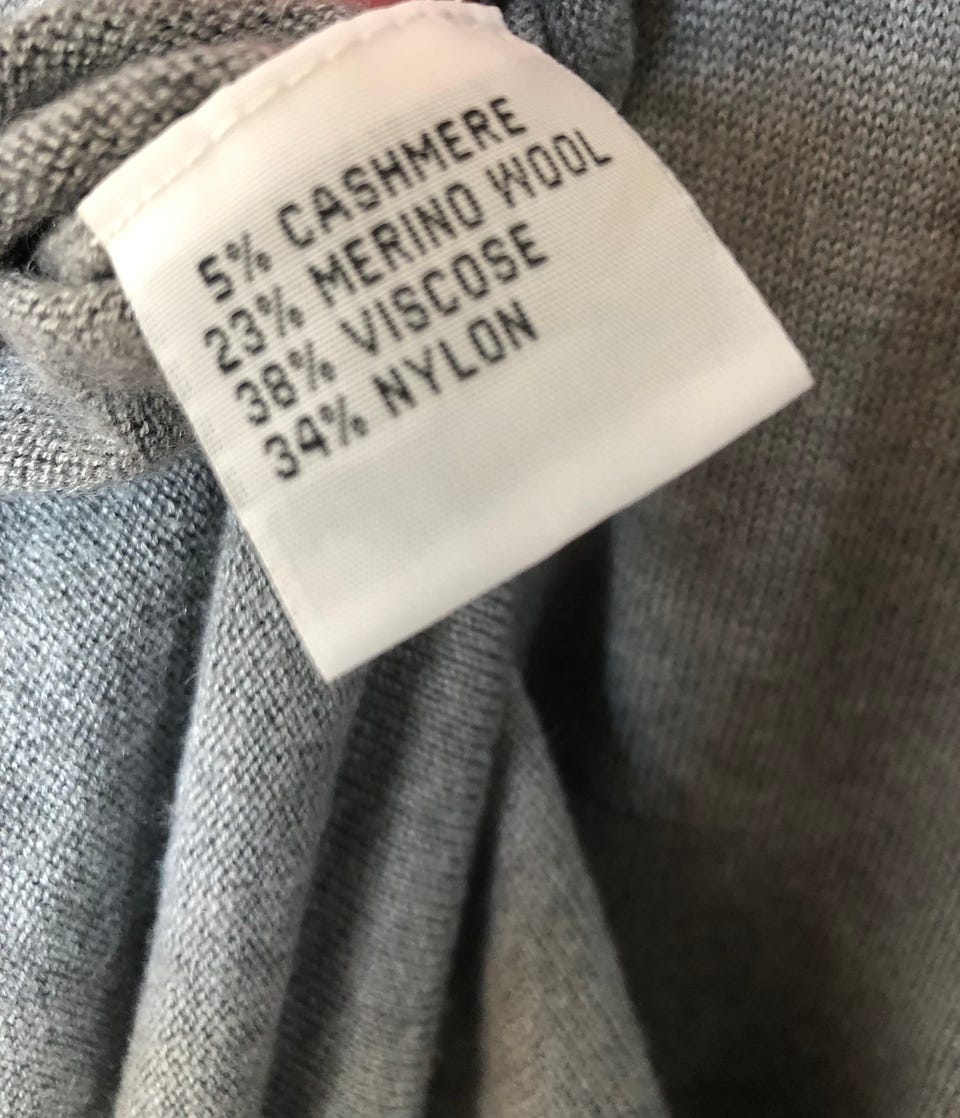 5% CASHMERE
23% MERINO WOOL
38% VISCOSE
34% NYLON